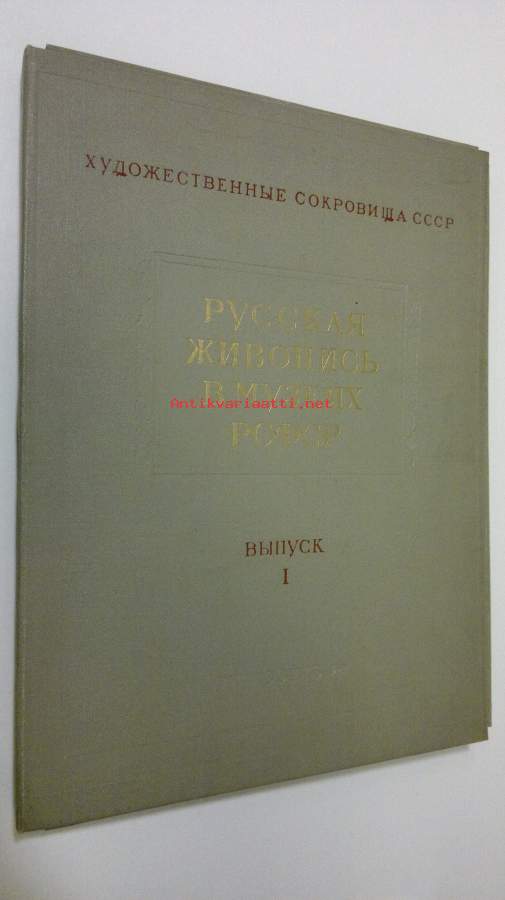 ХУДОЖЕСТВЕННЫЕ СОКРОВИЩА СССР
РУССКАЯ
ЖИВОПИСЬ
В МУЗЕЯХ
Antikvariaatti.net
РСФСР
ВЫПУСК
I